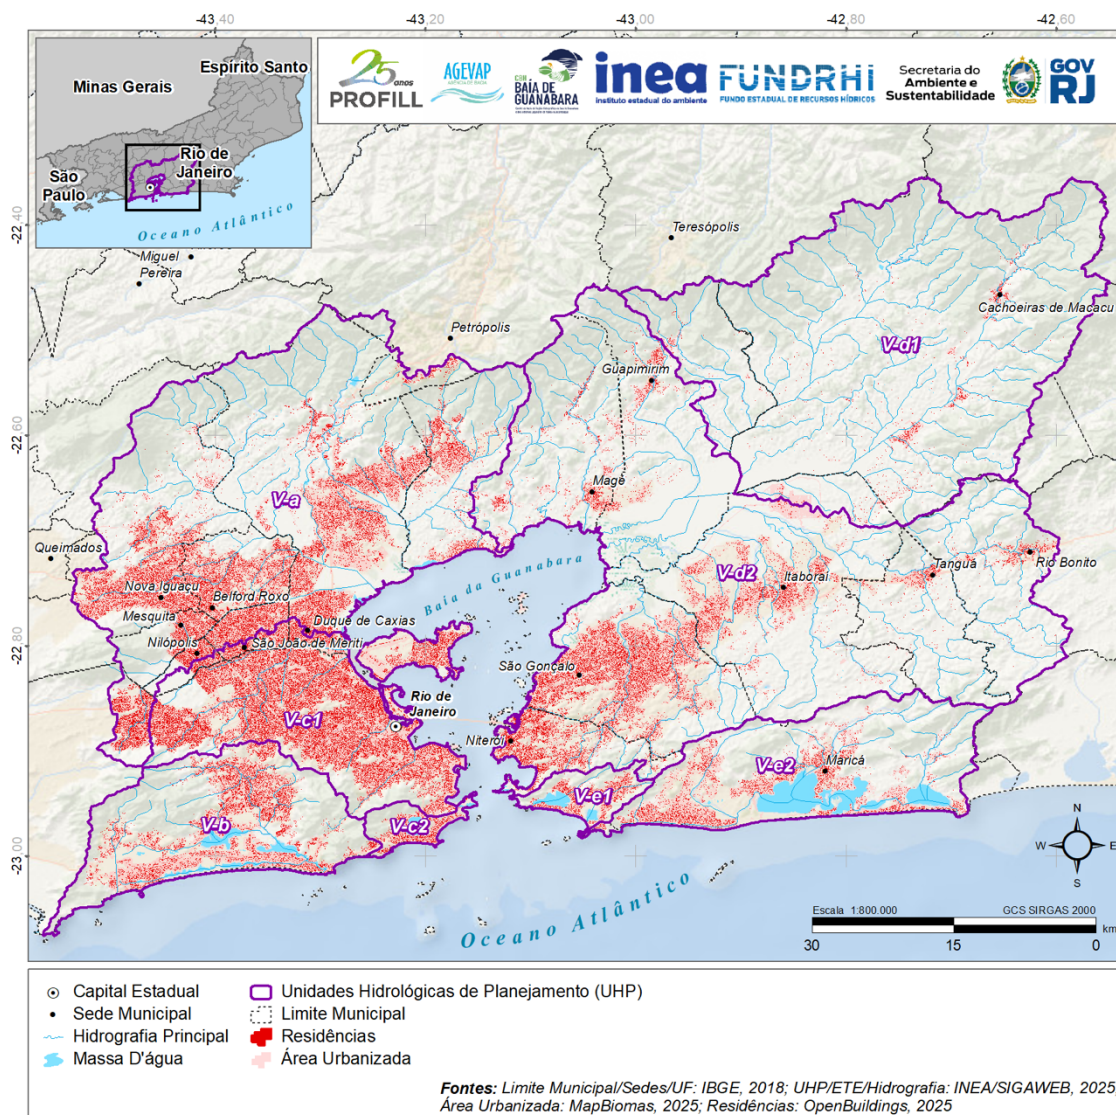 -43,40
-43,20
-43,00
-42,80
-42,60
Minas Gerais
Espírito Santo
Rio de
Janeiro
São
Paulo
Oceano Atlântico
25 anos
PROFILL
AGEVAP
CBH
BAÍA DE
GUANABARA
inea
instituto estadual do ambiente
FUNDRHI
FUNDO ESTADUAL DE RECURSOS HÍDRICOS
Secretaria do
Ambiente e
Sustentabilidade
GOV
RJ
-22,40
-22,60
-22,80
-23,00
Miguel
Pereira
Teresópolis
Petrópolis
Cachoeiras de Macacu
V-d1
Guapimirim
Magé
V-a
Queimados
Nova Iguaçu
Belford Roxo
Mesquita
Nilópolis
Duque de Caxias
São João de Meriti
Baía da Guanabara
V-d2
Itaboraí
Tanguá
Rio Bonito
São Gonçalo
Rio de
Janeiro
V-c1
Niterói
V-e2
Maricá
V-e1
V-b
V-c2
Oceano Atlântico
N
W
E
S
Escala 1:800.000
GCS SIRGAS 2000
km
30
15
0
Capital Estadual
Sede Municipal
Hidrografia Principal
Massa D'água
Unidades Hidrológicas de Planejamento (UHP)
Limite Municipal
Residências
Área Urbanizada
Fontes: Limite Municipal/Sedes/UF: IBGE, 2018; UHP/ETE/Hidrografia: INEA/SIGAWEB, 2025
Área Urbanizada: MapBiomas, 2025; Residências: OpenBuildings, 2025